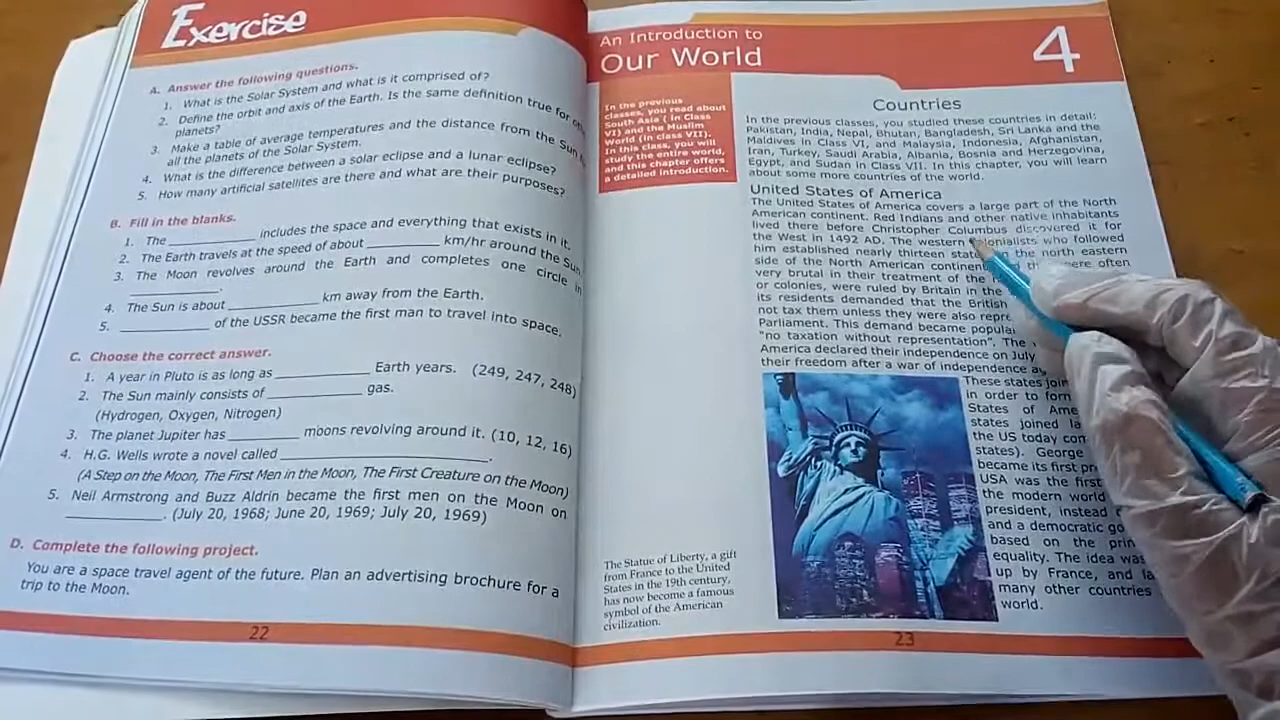 Exercise
A. Answer the following questions.
1. What is the Solar System and what is it comprised of?
2. Define the orbit and axis of the Earth. Is the same definition true for
planets?
3. Make a table of average temperatures and the distance from the Sun
all the planets of the Solar System.
4. What is the difference between a solar eclipse and a lunar eclipse?
5. How many artificial satellites are there and what are their purposes?
B. Fill in the blanks.
1. The __________ includes the space and everything that exists in it.
2. The Earth travels at the speed of about ________ km/hr around the Sun.
3. The Moon revolves around the Earth and completes one circle in
__________.
4. The Sun is about __________ km away from the Earth.
5. __________ of the USSR became the first man to travel into space.
C. Choose the correct answer.
1. A year in Pluto is as long as __________ Earth years. (249, 247, 248)
2. The Sun mainly consists of __________ gas.
(Hydrogen, Oxygen, Nitrogen)
3. The planet Jupiter has ________ moons revolving around it. (10, 12, 16)
4. H.G. Wells wrote a novel called ______________________.
(A Step on the Moon, The First Men in the Moon, The First Creature on the Moon)
5. Neil Armstrong and Buzz Aldrin became the first men on the Moon on
__________. (July 20, 1968; June 20, 1969; July 20, 1969)
D. Complete the following project.
You are a space travel agent of the future. Plan an advertising brochure for a
trip to the Moon.
22
An Introduction to
Our World
4
In the previous
classes, you read about
South Asia ( in Class
VI) and the Muslim
World (in class VII).
In this class, you will
study the entire world,
and this chapter offers
a detailed introduction.
Countries
In the previous classes, you studied these countries in detail:
Pakistan, India, Nepal, Bhutan, Bangladesh, Sri Lanka and the
Maldives in Class VI, and Malaysia, Indonesia, Afghanistan,
Iran, Turkey, Saudi Arabia, Albania, Bosnia and Herzegovina,
Egypt, and Sudan in Class VII. In this chapter, you will learn
about some more countries of the world.
United States of America
The United States of America covers a large part of the North
American continent. Red Indians and other native inhabitants
lived there before Christopher Columbus discovered it for
the West in 1492 AD. The western colonialists who followed
him established nearly thirteen states in the north eastern
side of the North American continent were often
very brutal in their treatment of the
or colonies, were ruled by Britain in the
its residents demanded that the British
not tax them unless they were also
Parliament. This demand became
"no taxation without representation". The
America declared their independence on July
their freedom after a war of independence
These states
in order to form
States of
states joined
the US today
states). George
became its first
USA was the first
the modern world
president, instead
and a democratic
based on the
equality. The idea was
up by France, and
many other countries
world.
The Statue of Liberty, a gift
from France to the United
States in the 19th century,
has now become a famous
symbol of the American
civilization.
23